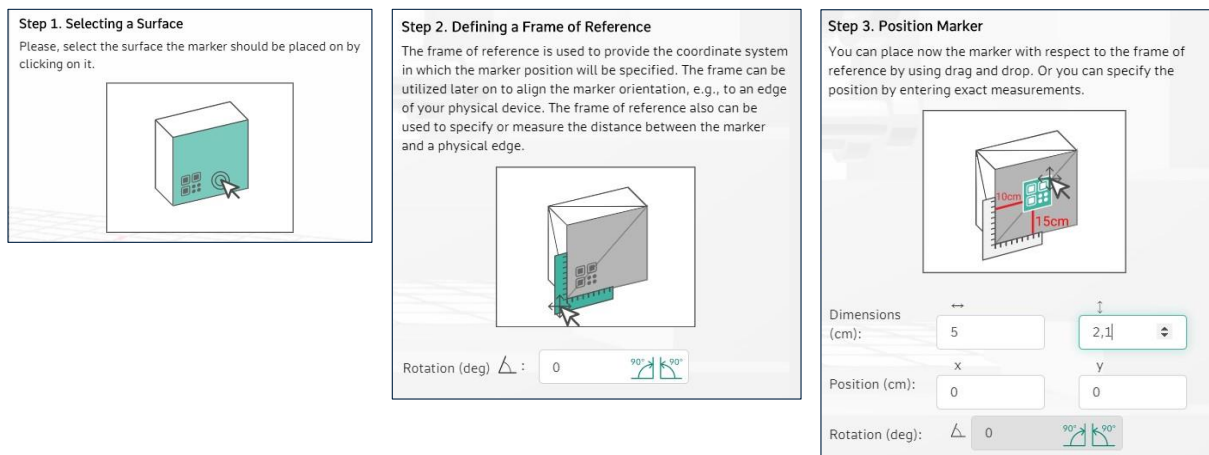 Step 1. Selecting a Surface
Please, select the surface the marker should be placed on by
clicking on it.
Step 2. Defining a Frame of Reference
The frame of reference is used to provide the coordinate system
in which the marker position will be specified. The frame can be
utilized later on to align the marker orientation, e.g., to an edge
of your physical device. The frame of reference also can be
used to specify or measure the distance between the marker
and a physical edge.
Rotation (deg) : 0 90° 90°
Step 3. Position Marker
You can place now the marker with respect to the frame of
reference by using drag and drop. Or you can specify the
position by entering exact measurements.
10cm
15cm
Dimensions
(cm): 5 2,1
x y
Position (cm): 0 0
Rotation (deg): 0 90° 90°